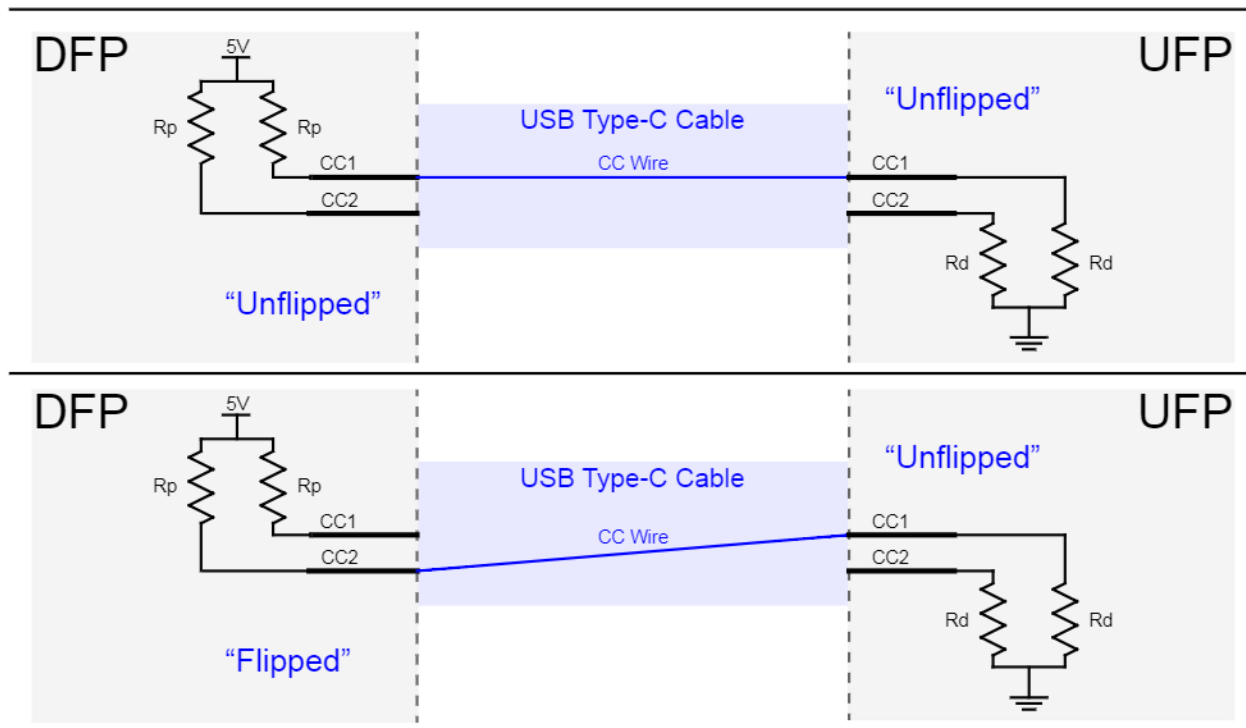 DFP
5V
UFP
“Unflipped”
Rp
Rp
USB Type-C Cable
CC1
CC Wire
CC1
CC2
CC2
Rd
Rd
“Unflipped”
DFP
5V
UFP
“Unflipped”
Rp
Rp
USB Type-C Cable
CC1
CC Wire
CC1
CC2
CC2
Rd
Rd
“Flipped”